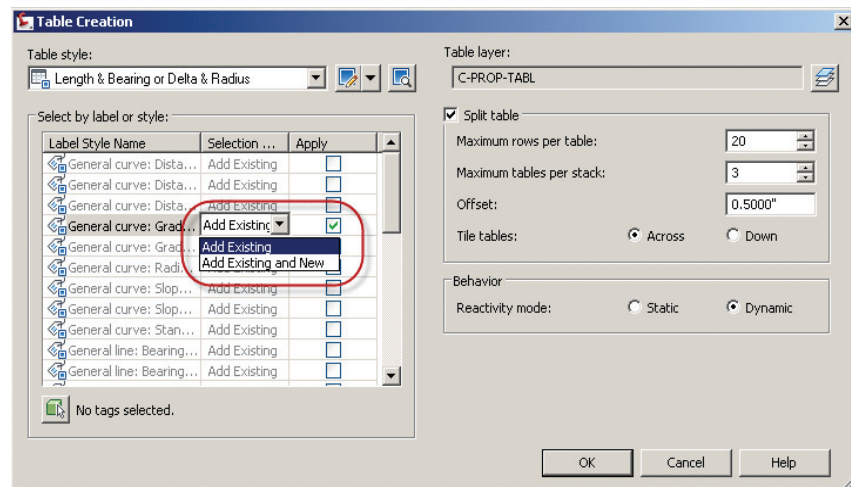 Table Creation
Table style:
Length & Bearing or Delta & Radius
Select by label or style:
Label Style Name Selection ... Apply
General curve: Dista... Add Existing
General curve: Dista... Add Existing
General curve: Dista... Add Existing
General curve: Grad... Add Existing
General curve: Grad... Add Existing
General curve: Radi... Add Existing and New
General curve: Slop... Add Existing
General curve: Slop... Add Existing
General curve: Stan... Add Existing
General line: Bearing... Add Existing
General line: Bearing... Add Existing
No tags selected.
Table layer:
C-PROP-TABL
Split table
Maximum rows per table: 20
Maximum tables per stack: 3
Offset: 0.5000"
Tile tables: Across Down
Behavior
Reactivity mode: Static Dynamic
OK Cancel Help